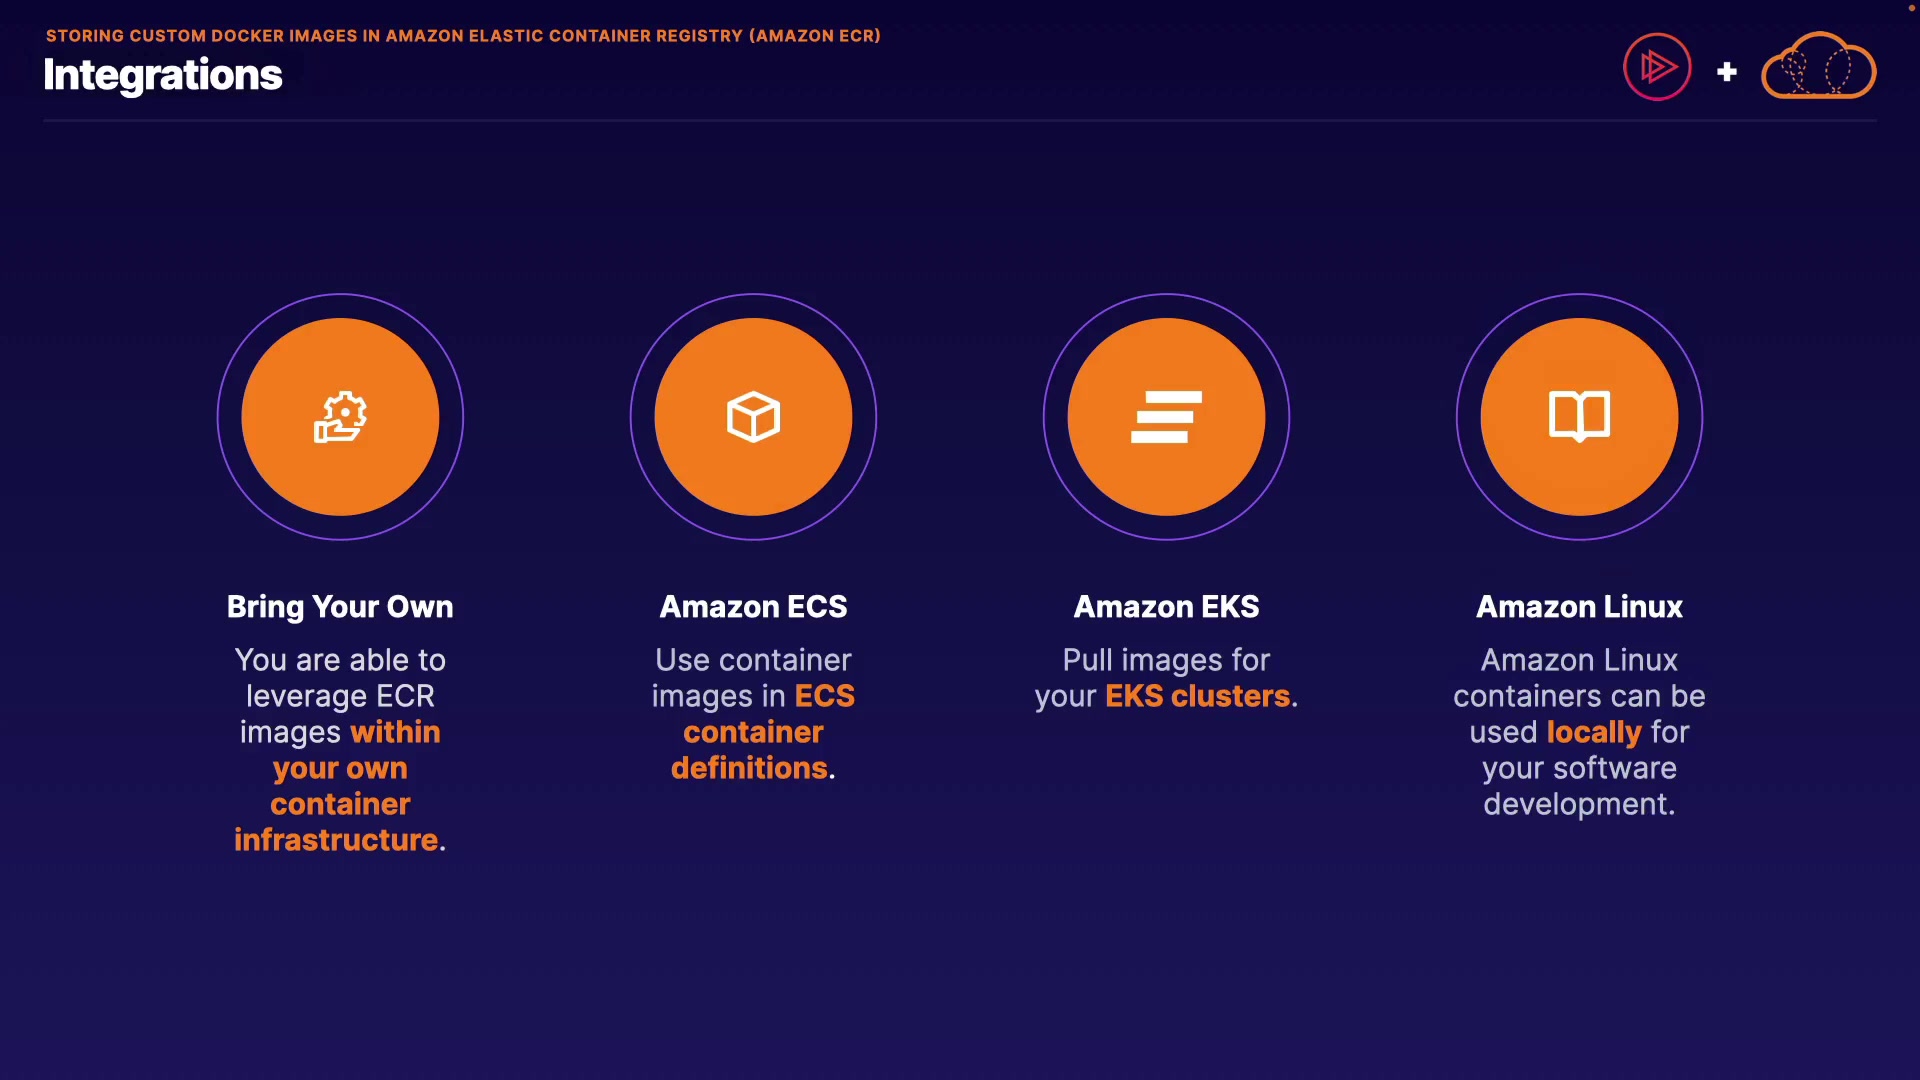 STORING CUSTOM DOCKER IMAGES IN AMAZON ELASTIC CONTAINER REGISTRY (AMAZON ECR)
Integrations
Bring Your Own
You are able to
leverage ECR
images within
your own
container
infrastructure.
Amazon ECS
Use container
images in ECS
container
definitions.
Amazon EKS
Pull images for
your EKS clusters.
Amazon Linux
Amazon Linux
containers can be
used locally for
your software
development.